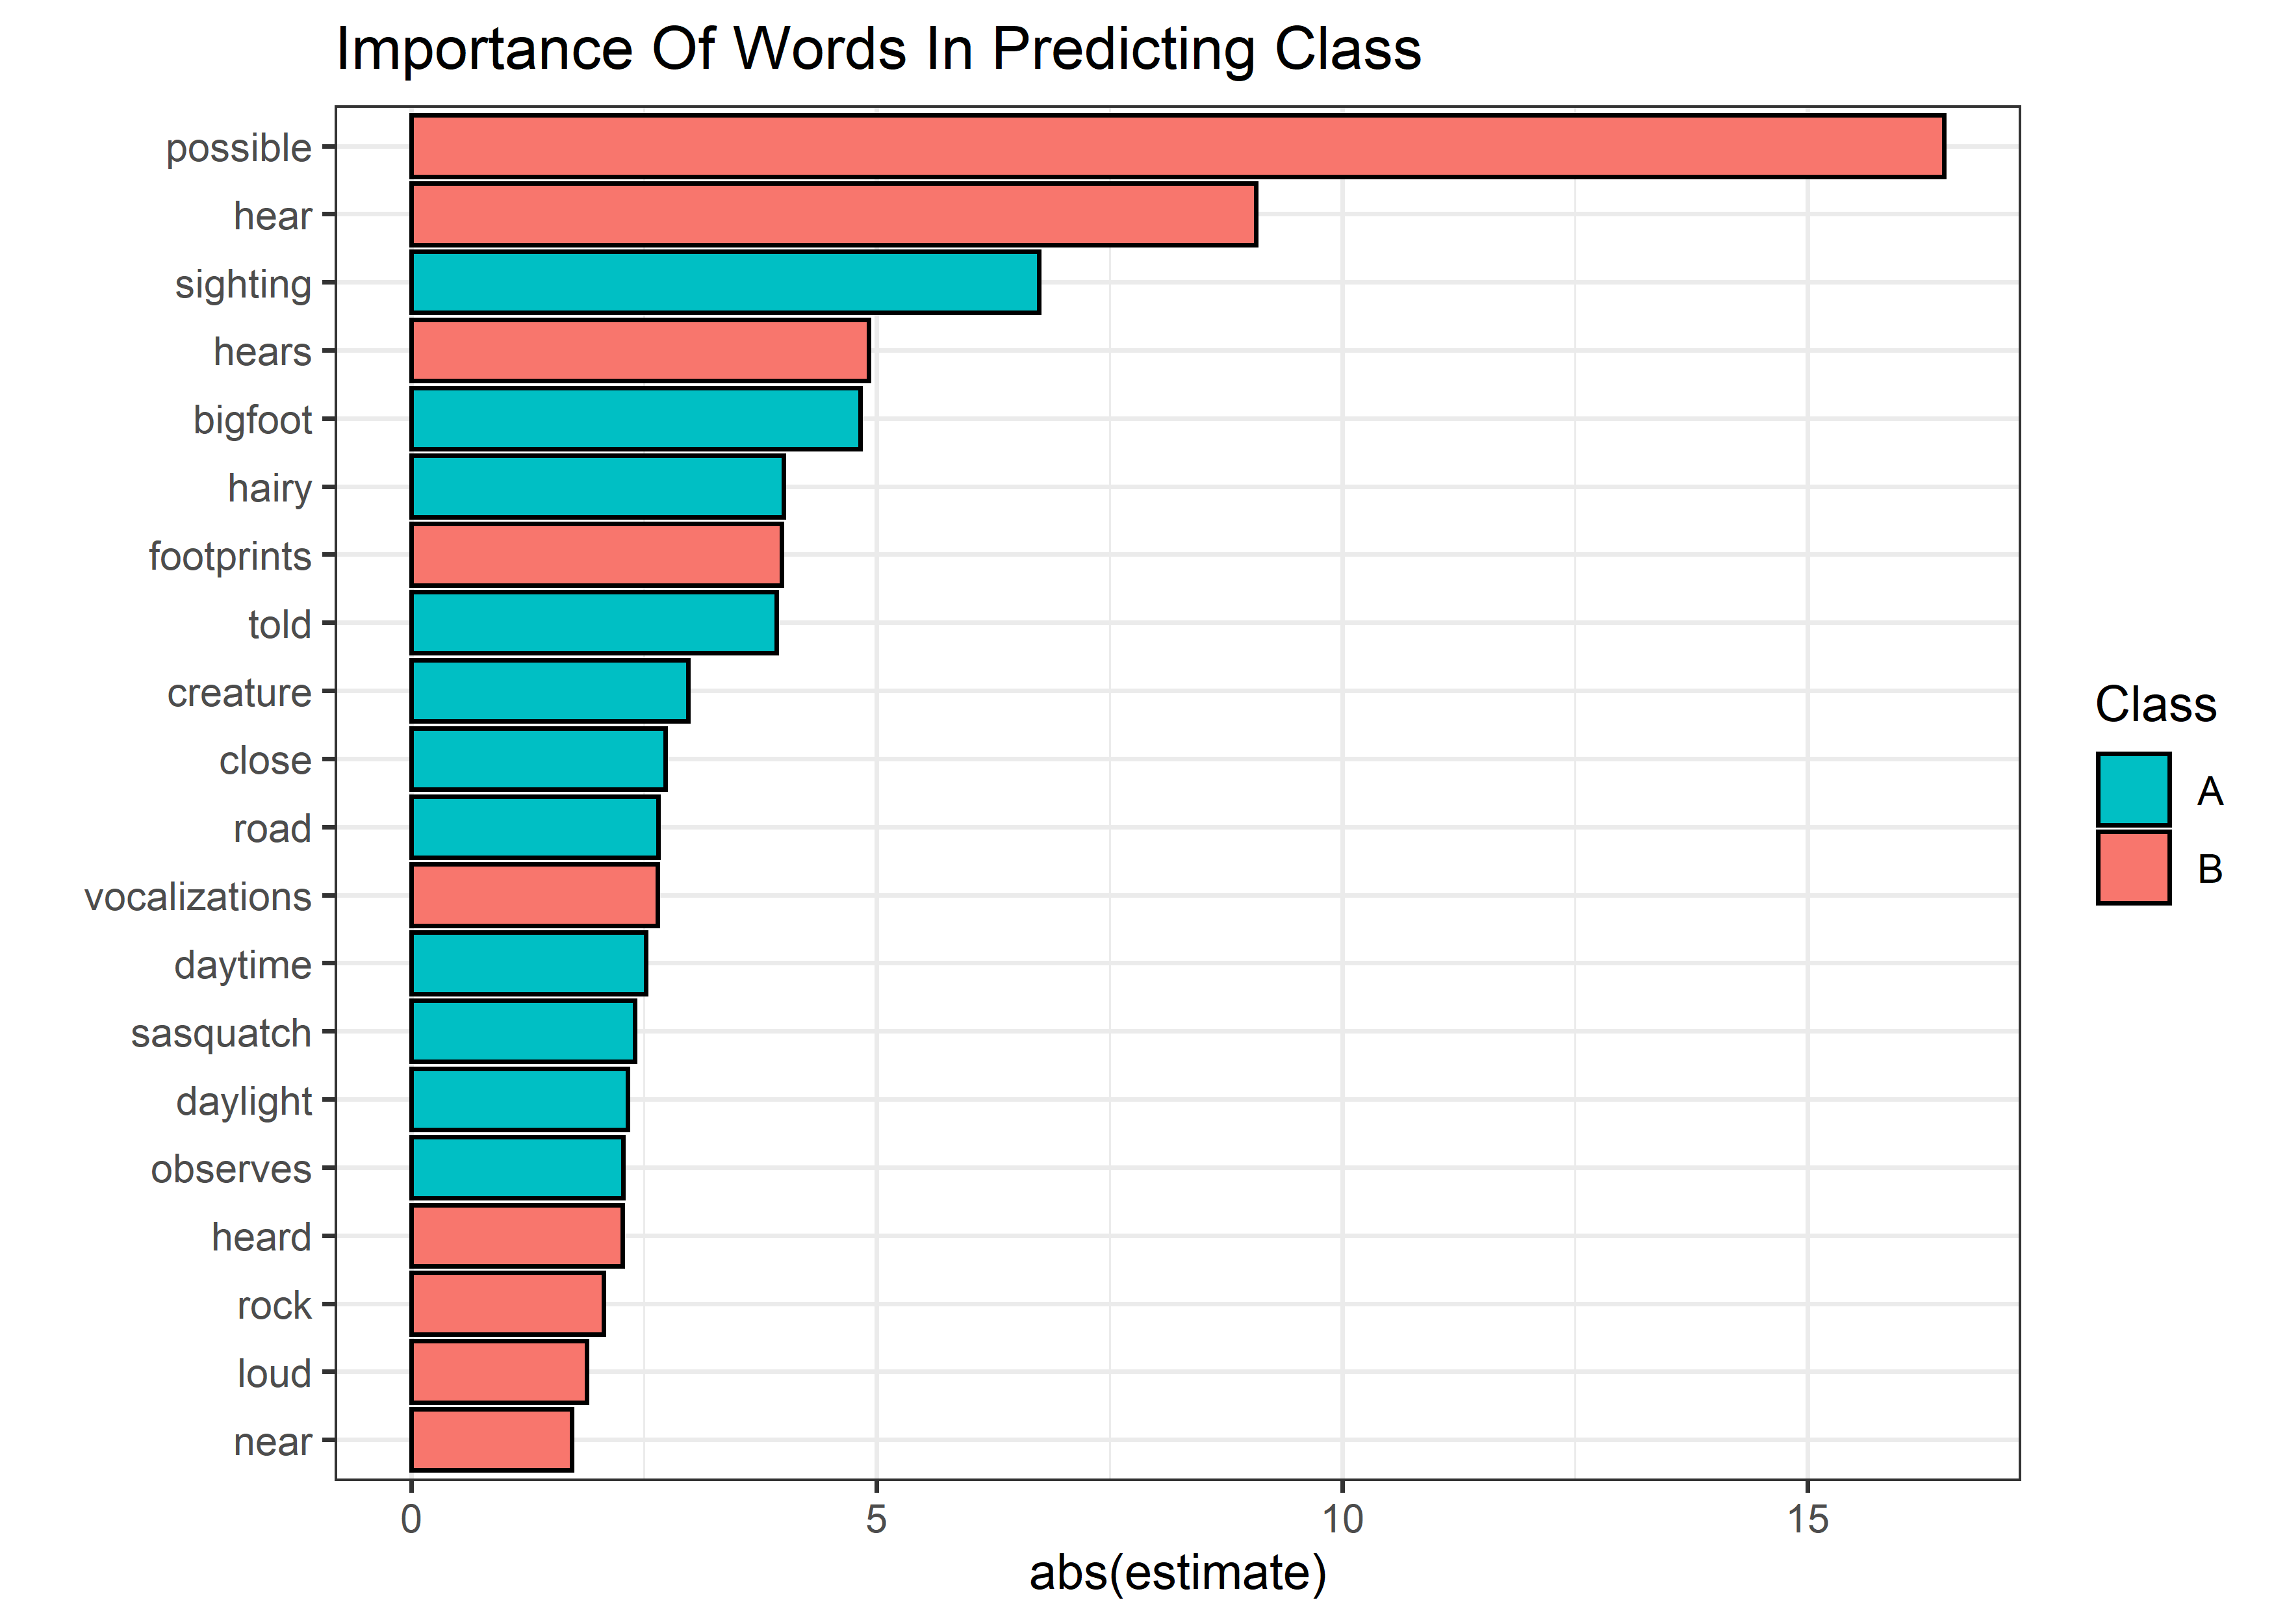 Importance Of Words In Predicting Class
possible
hear
sighting
hears
bigfoot
hairy
footprints
told
creature
close
road
vocalizations
daytime
sasquatch
daylight
observes
heard
rock
loud
near
0 5 10 15
abs(estimate)
Class
A
B